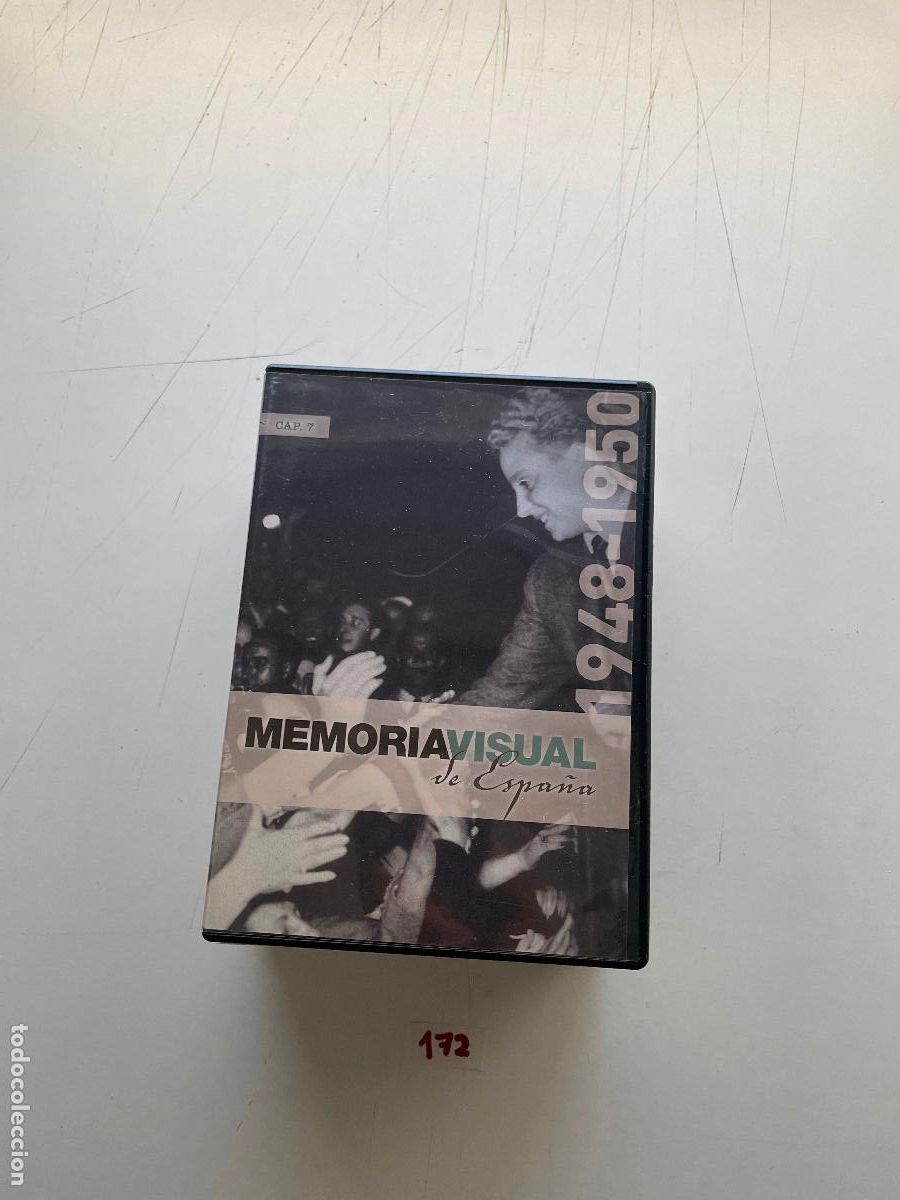 CAP. 7
1948-1950
MEMORIAVISUAL
de España
172
todocoleccion